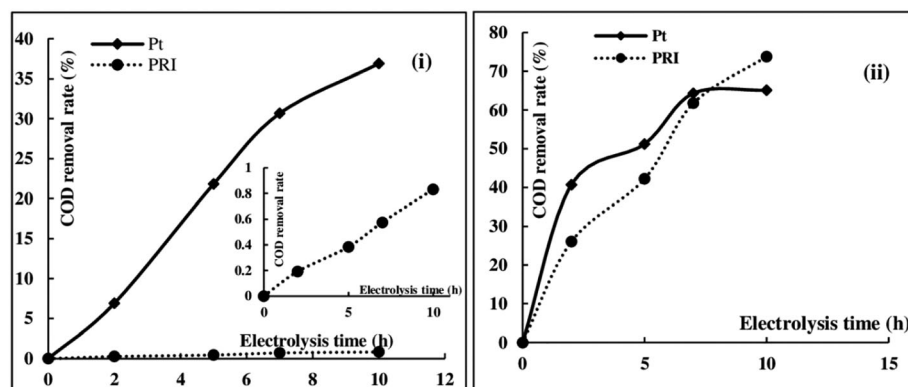 40
35
30
25
20
15
10
5
0
COD removal rate (%)
Pt
PRI
(i)
1
0.8
0.6
0.4
0.2
0
COD removal rate
Electrolysis time (h)
0 5 10
Electrolysis time (h)
0 2 4 6 8 10 12
80
70
60
50
40
30
20
10
0
COD removal rate (%)
Pt
PRI
(ii)
Electrolysis time (h)
0 5 10 15